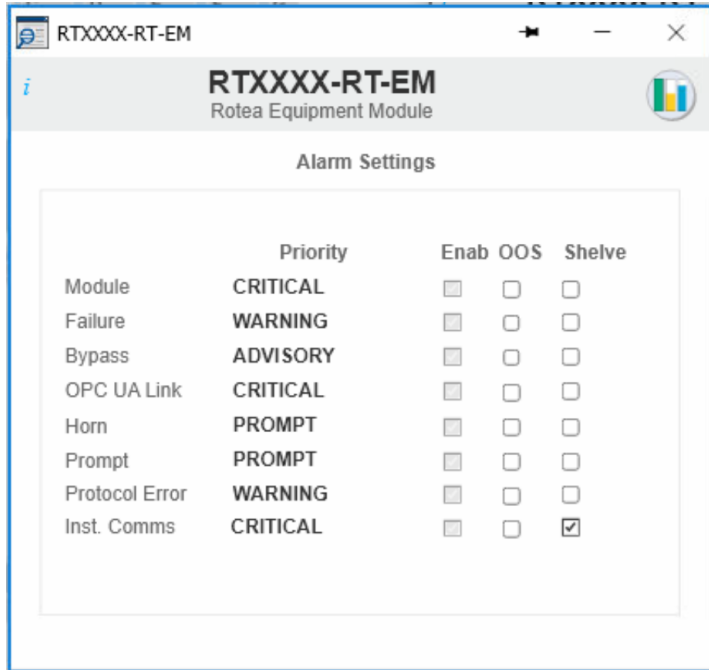 RTXXXX-RT-EM
i
RTXXXX-RT-EM
Rotea Equipment Module
Alarm Settings
Priority Enab OOS Shelve
Module CRITICAL
Failure WARNING
Bypass ADVISORY
OPC UA Link CRITICAL
Horn PROMPT
Prompt PROMPT
Protocol Error WARNING
Inst. Comms CRITICAL